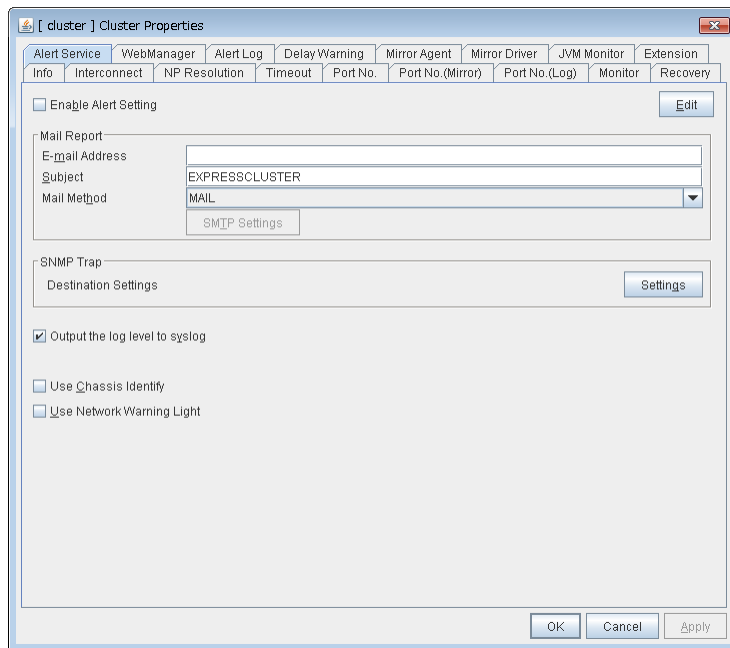 [ cluster ] Cluster Properties
Alert Service WebManager Alert Log Delay Warning Mirror Agent Mirror Driver JVM Monitor Extension
Info Interconnect NP Resolution Timeout Port No. Port No.(Mirror) Port No.(Log) Monitor Recovery
Enable Alert Setting Edit
Mail Report
E-mail Address
Subject EXPRESSCLUSTER
Mail Method MAIL
SMTP Settings
SNMP Trap
Destination Settings Settings
Output the log level to syslog
Use Chassis Identify
Use Network Warning Light
OK Cancel Apply